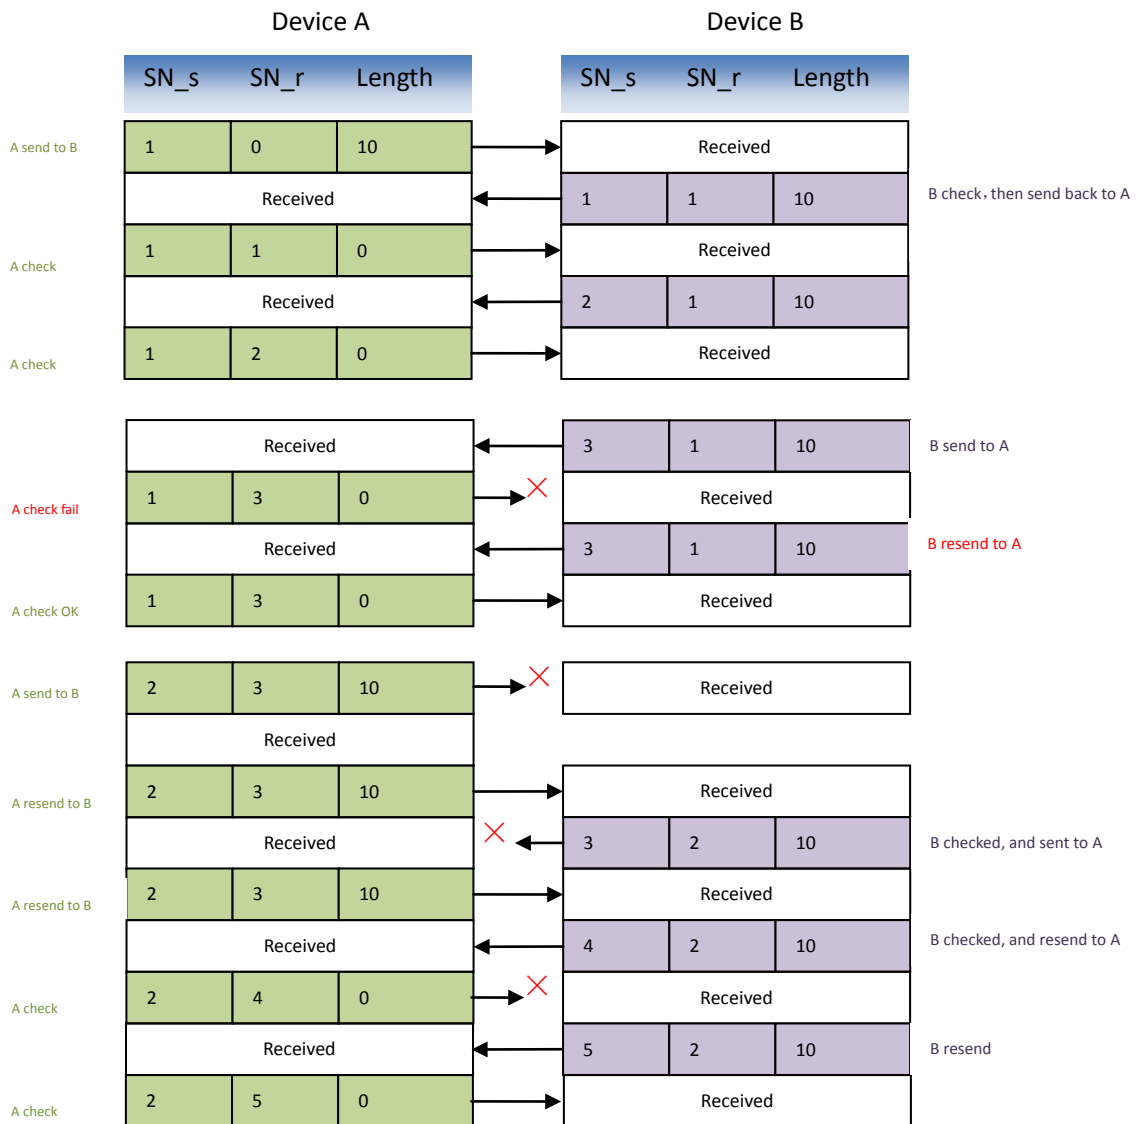 Device A Device B
SN_s SN_r Length SN_s SN_r Length
A send to B 1 0 10 Received
Received 1 1 10 B check，then send back to A
A check 1 1 0 Received
Received 2 1 10
A check 1 2 0 Received
Received 3 1 10 B send to A
A check fail 1 3 0 Received
Received 3 1 10 B resend to A
A check OK 1 3 0 Received
A send to B 2 3 10 Received
Received
A resend to B 2 3 10 Received
Received 3 2 10 B checked, and sent to A
A resend to B 2 3 10 Received
Received 4 2 10 B checked, and resend to A
A check 2 4 0 Received
Received 5 2 10 B resend
A check 2 5 0 Received